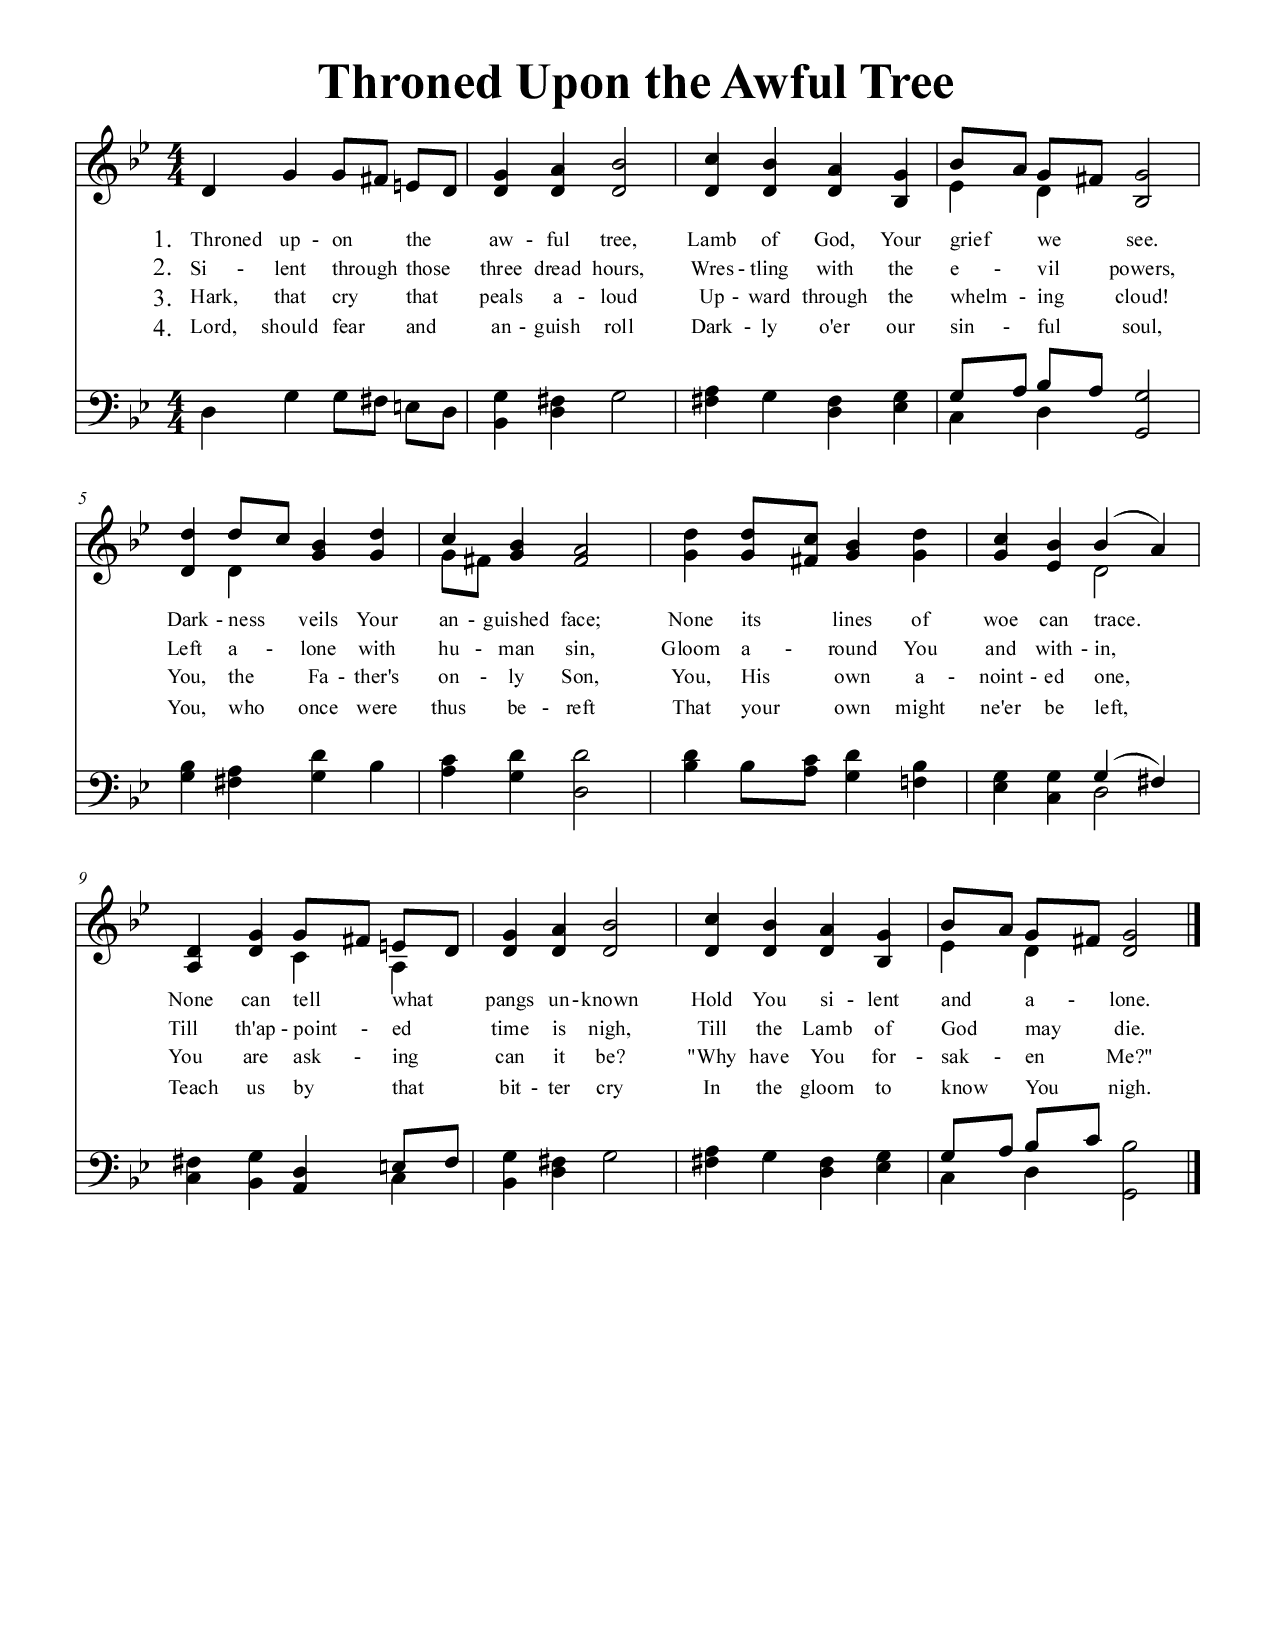 Throned Upon the Awful Tree
1. Throned up - on the aw - ful tree, Lamb of God, Your grief we see.
2. Si - lent through those three dread hours, Wres - tling with the e - vil powers,
3. Hark, that cry that peals a - loud Up - ward through the whelm - ing cloud!
4. Lord, should fear and an - guish roll Dark - ly o'er our sin - ful soul,
5
Dark - ness veils Your an - guished face; None its lines of woe can trace.
Left a - lone with hu - man sin, Gloom a - round You and with - in,
You, the Fa - ther's on - ly Son, You, His own a - noint - ed one,
You, who once were thus be - reft That your own might ne'er be left,
9
None can tell what pangs un - known Hold You si - lent and a - lone.
Till th'ap - point - ed time is nigh, Till the Lamb of God may die.
You are ask - ing can it be? "Why have You for - sak - en Me?"
Teach us by that bit - ter cry In the gloom to know You nigh.